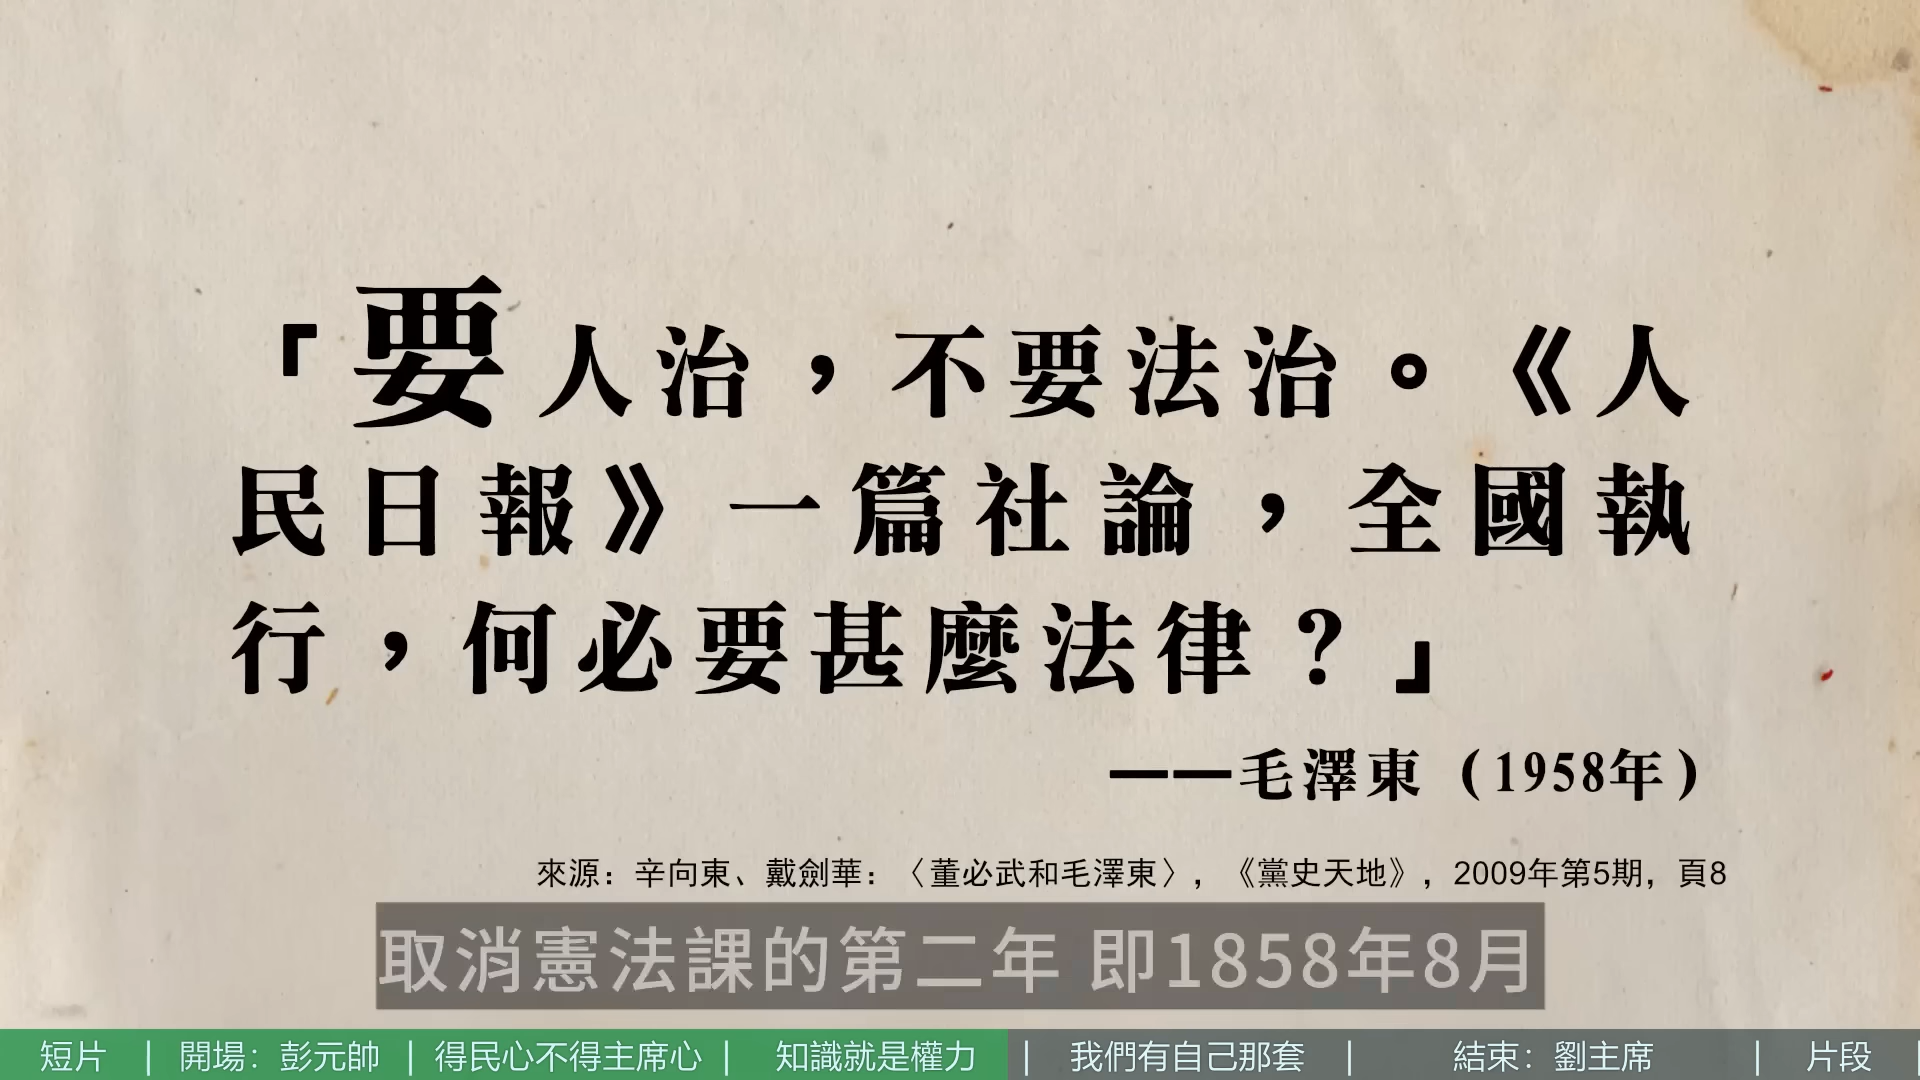 「要人治，不要法治。《人
民日報》一篇社論，全國執
行，何必要甚麼法律？」
——毛澤東（1958年）
來源：辛向東、戴劍華：〈董必武和毛澤東〉，《黨史天地》，2009年第5期，頁8
取消憲法課的第二年 即1858年8月
短片 | 開場：彭元帥 | 得民心不得主席心 | 知識就是權力 | 我們有自己那套 | 結束：劉主席 | 片段